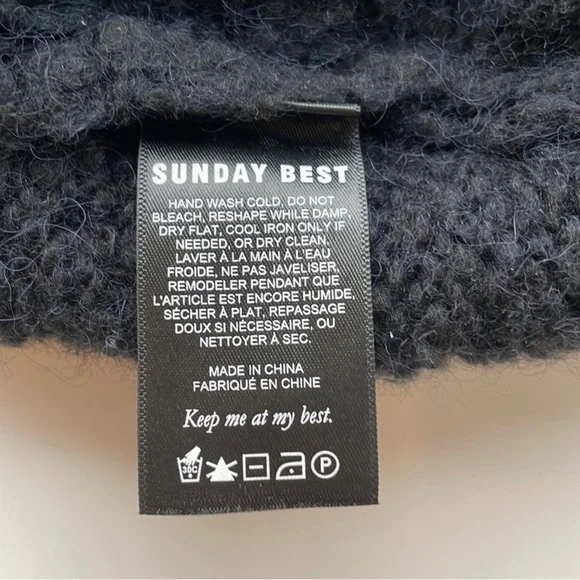 SUNDAY BEST
HAND WASH COLD, DO NOT
BLEACH, RESHAPE WHILE DAMP,
DRY FLAT, COOL IRON ONLY IF
NEEDED, OR DRY CLEAN.
LAVER À LA MAIN À L'EAU
FROIDE, NE PAS JAVELISER,
REMODELER PENDANT QUE
L'ARTICLE EST ENCORE HUMIDE,
SÉCHER À PLAT, REPASSAGE
DOUX SI NÉCESSAIRE, OU
NETTOYER À SEC.
MADE IN CHINA
FABRIQUÉ EN CHINE
Keep me at my best.
30C P